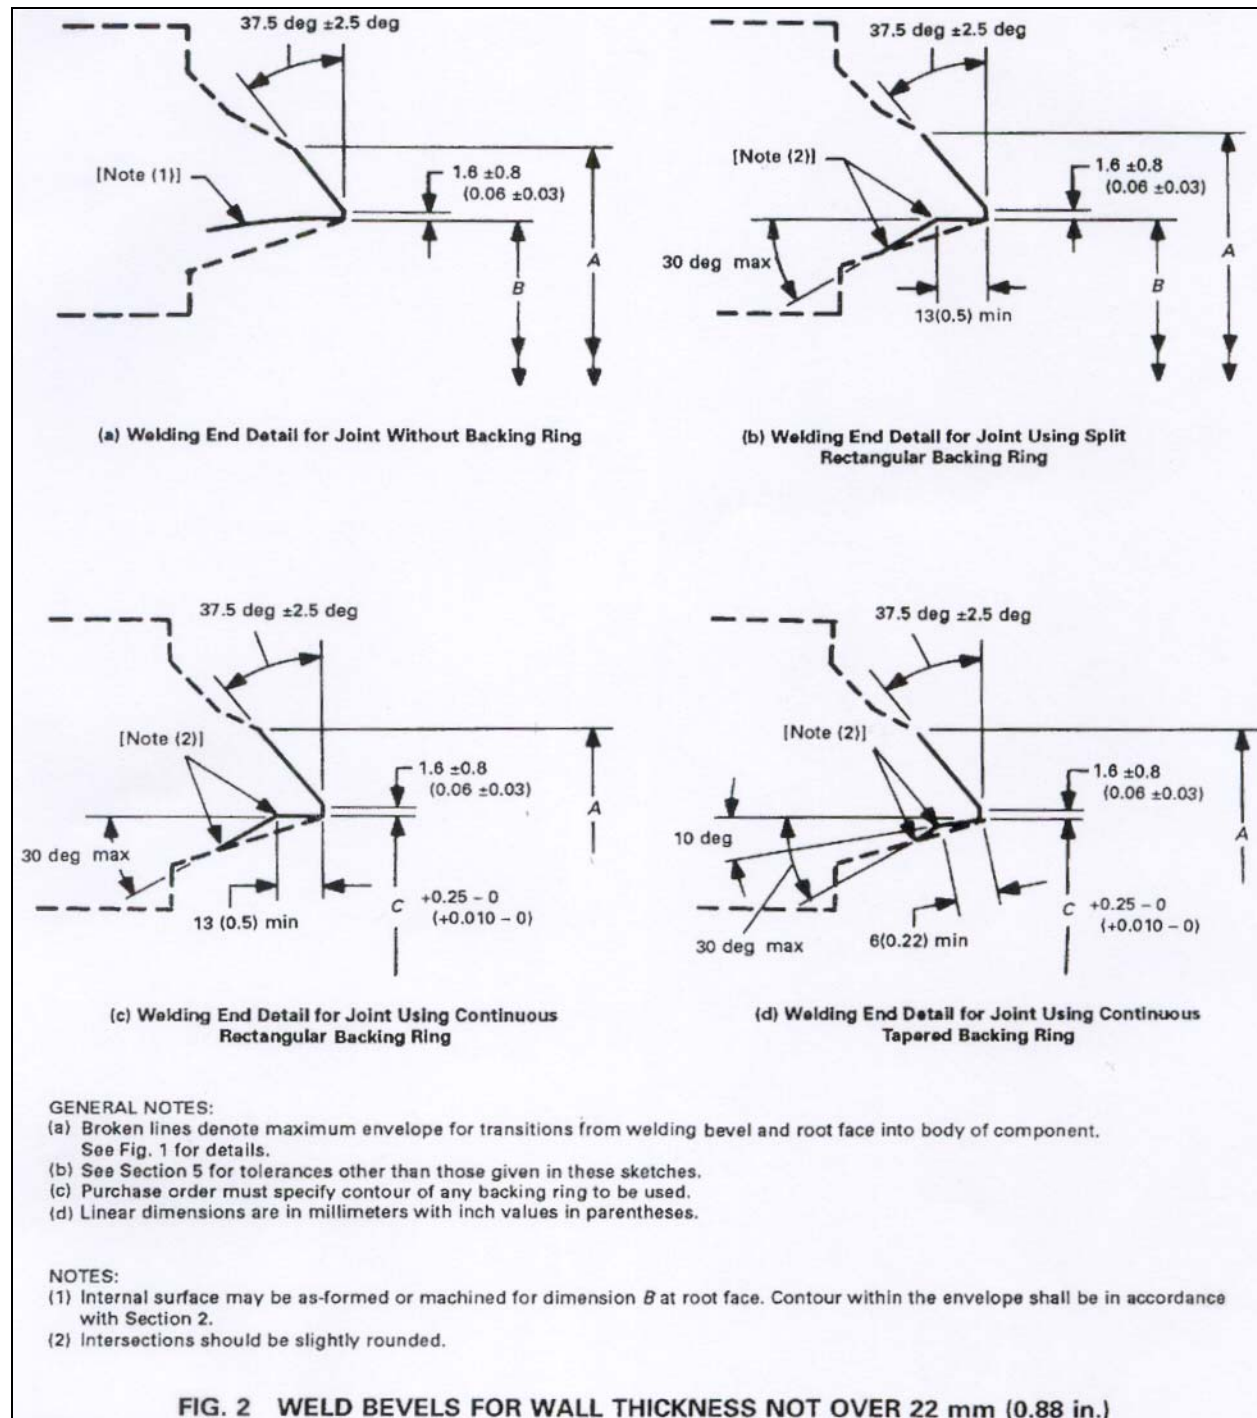 37.5 deg ±2.5 deg
[Note (1)]
1.6 ±0.8
(0.06 ±0.03)
A
B
(a) Welding End Detail for Joint Without Backing Ring
37.5 deg ±2.5 deg
[Note (2)]
1.6 ±0.8
(0.06 ±0.03)
A
30 deg max
B
13(0.5) min
(b) Welding End Detail for Joint Using Split
Rectangular Backing Ring
37.5 deg ±2.5 deg
[Note (2)]
1.6 ±0.8
(0.06 ±0.03)
A
30 deg max
13 (0.5) min
C
+0.25 – 0
(+0.010 – 0)
(c) Welding End Detail for Joint Using Continuous
Rectangular Backing Ring
37.5 deg ±2.5 deg
[Note (2)]
1.6 ±0.8
(0.06 ±0.03)
A
10 deg
30 deg max
6(0.22) min
C
+0.25 – 0
(+0.010 – 0)
(d) Welding End Detail for Joint Using Continuous
Tapered Backing Ring
GENERAL NOTES:
(a) Broken lines denote maximum envelope for transitions from welding bevel and root face into body of component.
See Fig. 1 for details.
(b) See Section 5 for tolerances other than those given in these sketches.
(c) Purchase order must specify contour of any backing ring to be used.
(d) Linear dimensions are in millimeters with inch values in parentheses.
NOTES:
(1) Internal surface may be as-formed or machined for dimension B at root face. Contour within the envelope shall be in accordance
with Section 2.
(2) Intersections should be slightly rounded.
FIG. 2 WELD BEVELS FOR WALL THICKNESS NOT OVER 22 mm (0.88 in.)